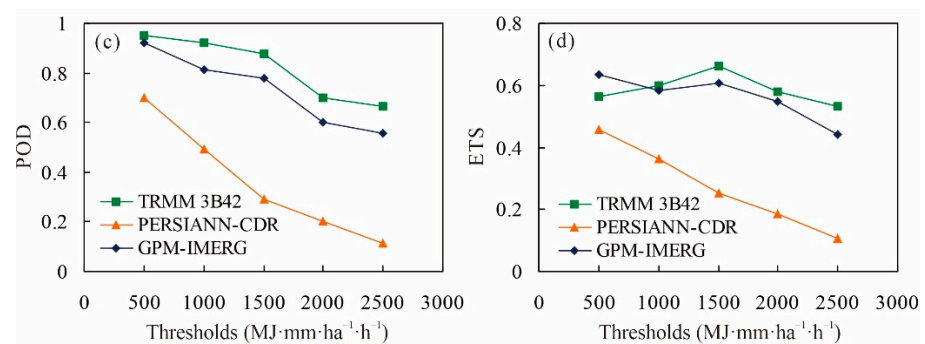 (c)
POD
1
0.8
0.6
0.4
0.2
0
TRMM 3B42
PERSIANN-CDR
GPM-IMERG
0 500 1000 1500 2000 2500 3000
Thresholds (MJ·mm·ha⁻¹·h⁻¹)
(d)
ETS
0.8
0.6
0.4
0.2
0.0
TRMM 3B42
PERSIANN-CDR
GPM-IMERG
0 500 1000 1500 2000 2500 3000
Thresholds (MJ·mm·ha⁻¹·h⁻¹)